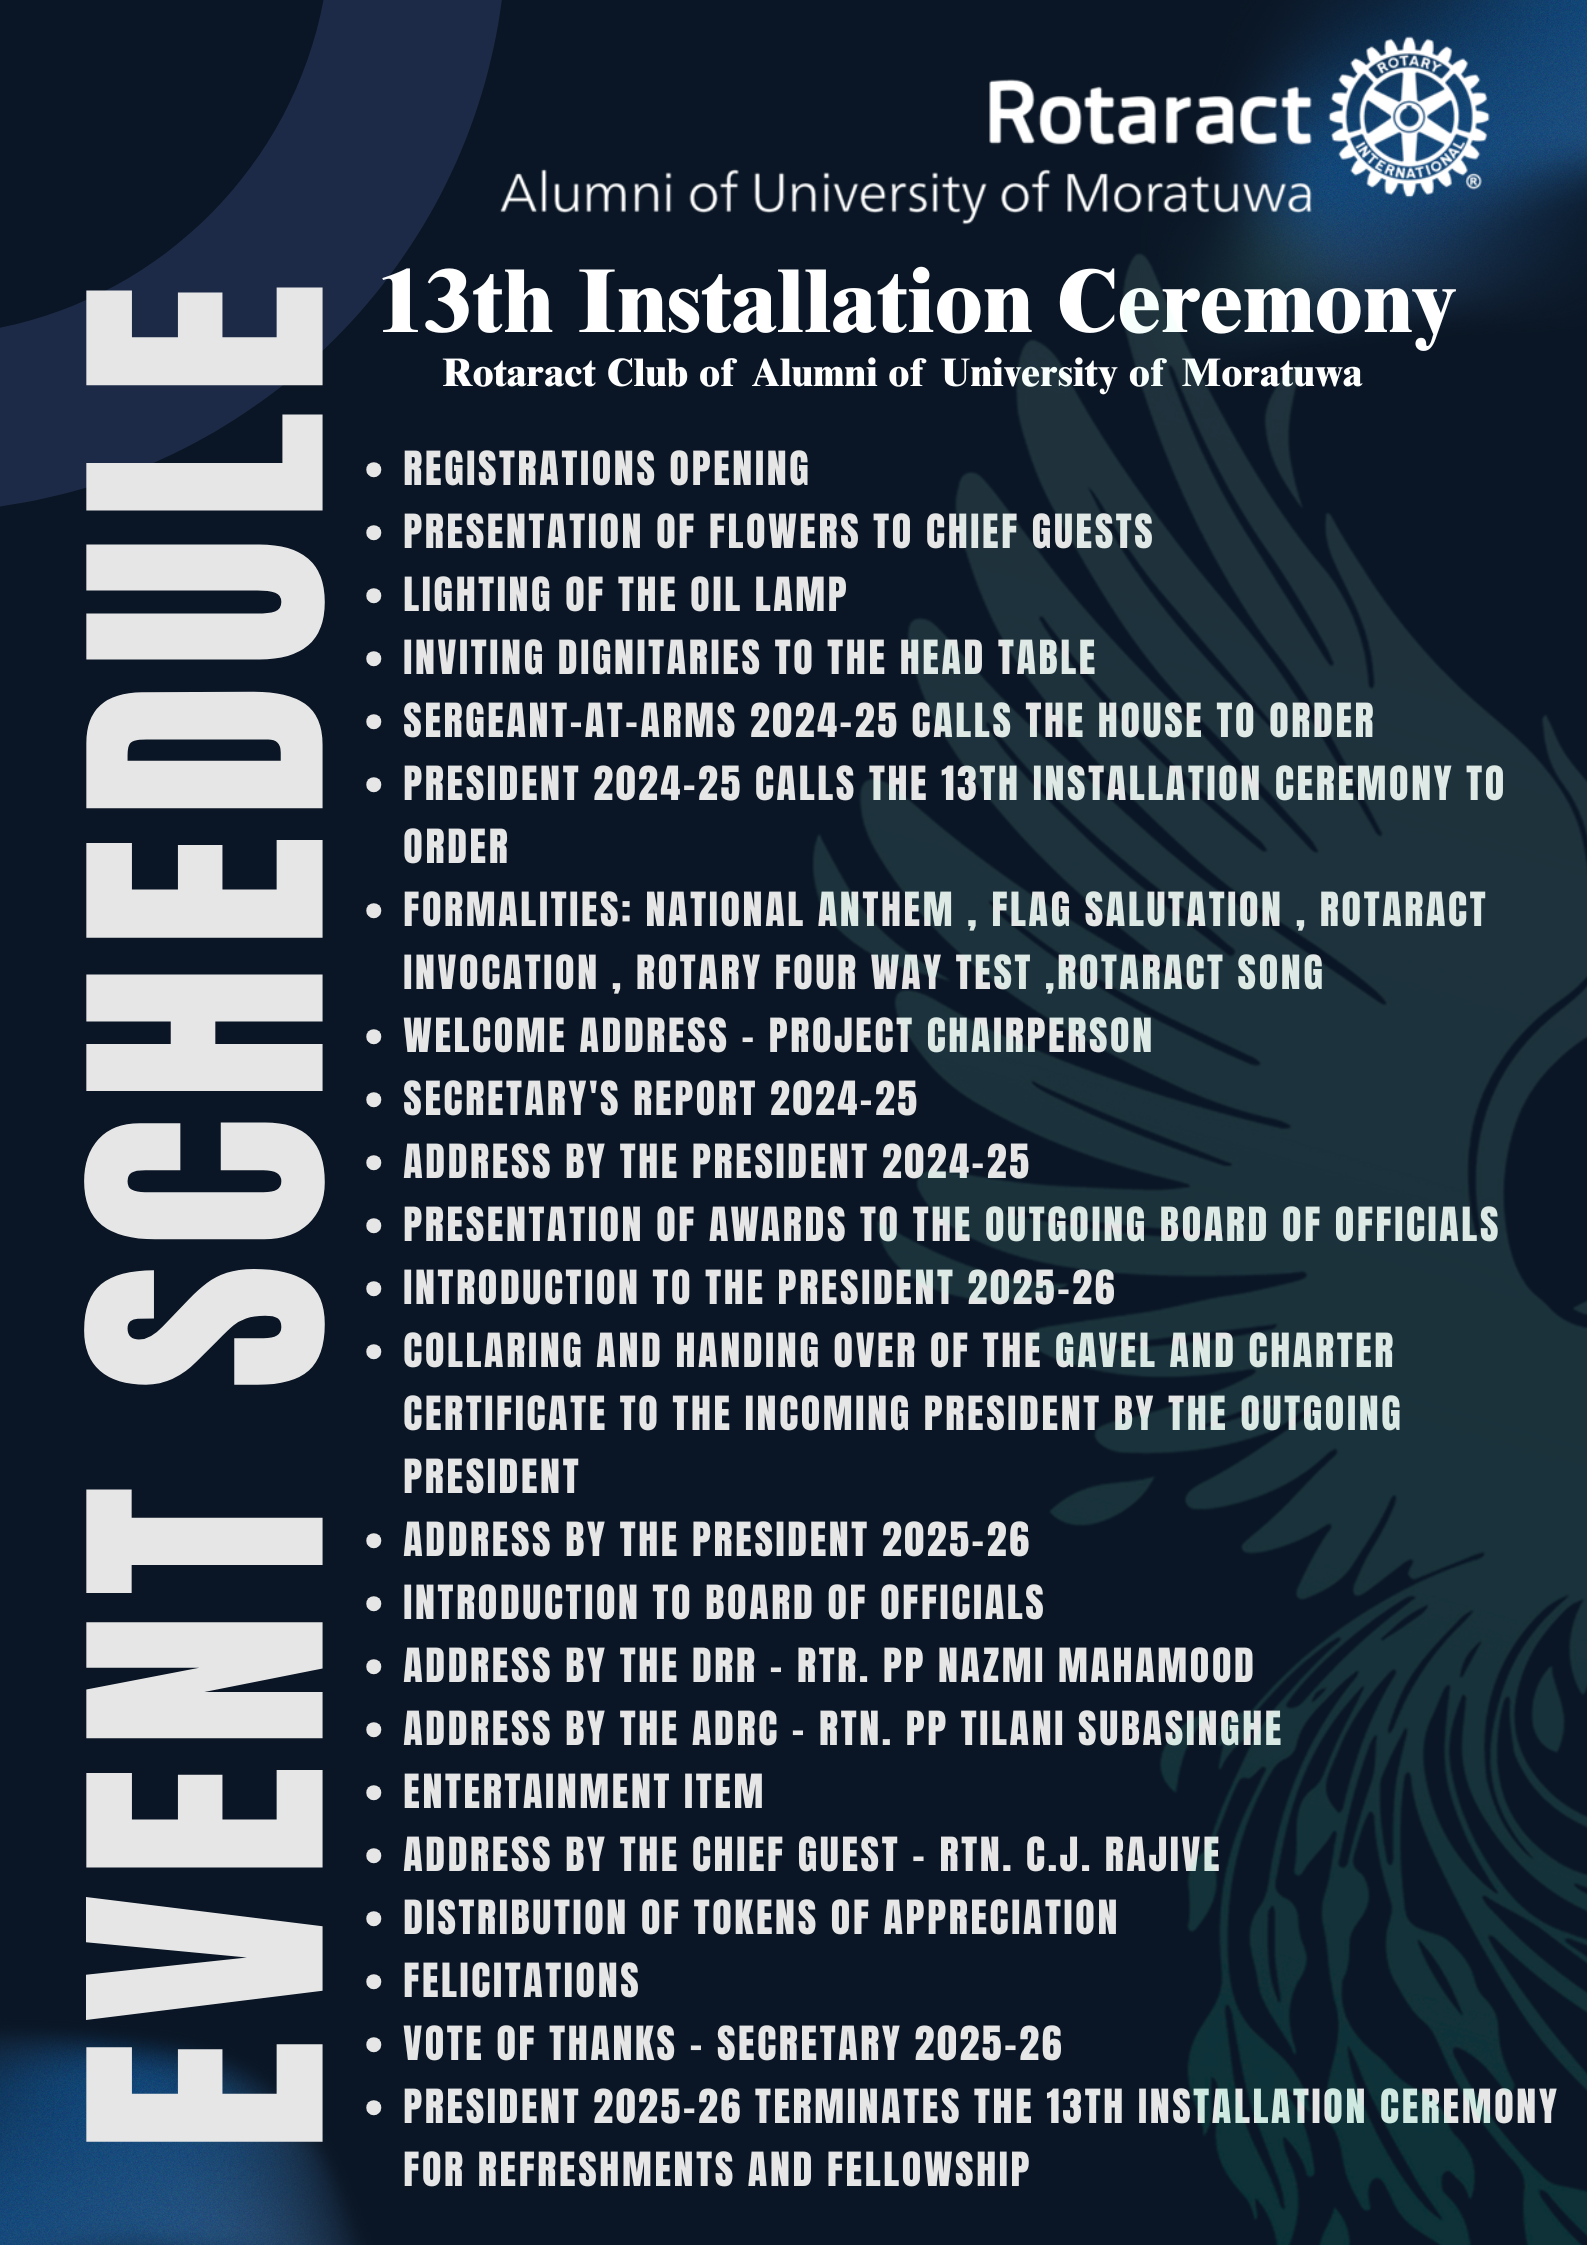 Rotaract
Alumni of University of Moratuwa
ROTARY
INTERNATIONAL
®
13th Installation Ceremony
Rotaract Club of Alumni of University of Moratuwa
EVENT SCHEDULE
• REGISTRATIONS OPENING
• PRESENTATION OF FLOWERS TO CHIEF GUESTS
• LIGHTING OF THE OIL LAMP
• INVITING DIGNITARIES TO THE HEAD TABLE
• SERGEANT-AT-ARMS 2024-25 CALLS THE HOUSE TO ORDER
• PRESIDENT 2024-25 CALLS THE 13TH INSTALLATION CEREMONY TO
ORDER
• FORMALITIES: NATIONAL ANTHEM , FLAG SALUTATION , ROTARACT
INVOCATION , ROTARY FOUR WAY TEST ,ROTARACT SONG
• WELCOME ADDRESS - PROJECT CHAIRPERSON
• SECRETARY'S REPORT 2024-25
• ADDRESS BY THE PRESIDENT 2024-25
• PRESENTATION OF AWARDS TO THE OUTGOING BOARD OF OFFICIALS
• INTRODUCTION TO THE PRESIDENT 2025-26
• COLLARING AND HANDING OVER OF THE GAVEL AND CHARTER
CERTIFICATE TO THE INCOMING PRESIDENT BY THE OUTGOING
PRESIDENT
• ADDRESS BY THE PRESIDENT 2025-26
• INTRODUCTION TO BOARD OF OFFICIALS
• ADDRESS BY THE DRR - RTR. PP NAZMI MAHAMOOD
• ADDRESS BY THE ADRC - RTN. PP TILANI SUBASINGHE
• ENTERTAINMENT ITEM
• ADDRESS BY THE CHIEF GUEST - RTN. C.J. RAJIVE
• DISTRIBUTION OF TOKENS OF APPRECIATION
• FELICITATIONS
• VOTE OF THANKS - SECRETARY 2025-26
• PRESIDENT 2025-26 TERMINATES THE 13TH INSTALLATION CEREMONY
FOR REFRESHMENTS AND FELLOWSHIP